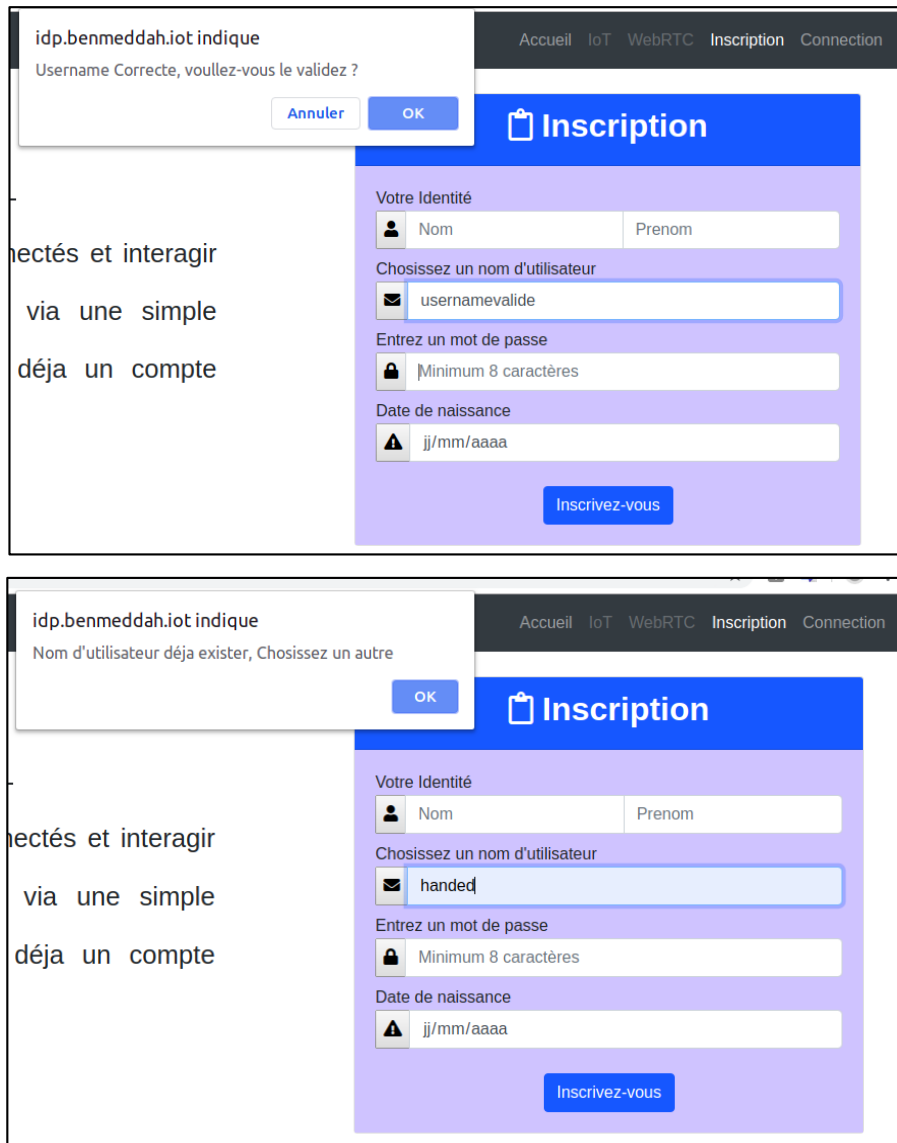 idp.benmeddah.iot indique
Username Correcte, voullez-vous le validez ?
Annuler OK
Accueil IoT WebRTC Inscription Connection
Inscription
Votre Identité
Nom Prenom
Chosissez un nom d'utilisateur
usernamevalide
Entrez un mot de passe
Minimum 8 caractères
Date de naissance
jj/mm/aaaa
Inscrivez-vous
et interagir
via une simple
déja un compte
idp.benmeddah.iot indique
Nom d'utilisateur déja exister, Chosissez un autre
OK
Accueil IoT WebRTC Inscription Connection
Inscription
Votre Identité
Nom Prenom
Chosissez un nom d'utilisateur
handed
Entrez un mot de passe
Minimum 8 caractères
Date de naissance
jj/mm/aaaa
Inscrivez-vous
et interagir
via une simple
déja un compte